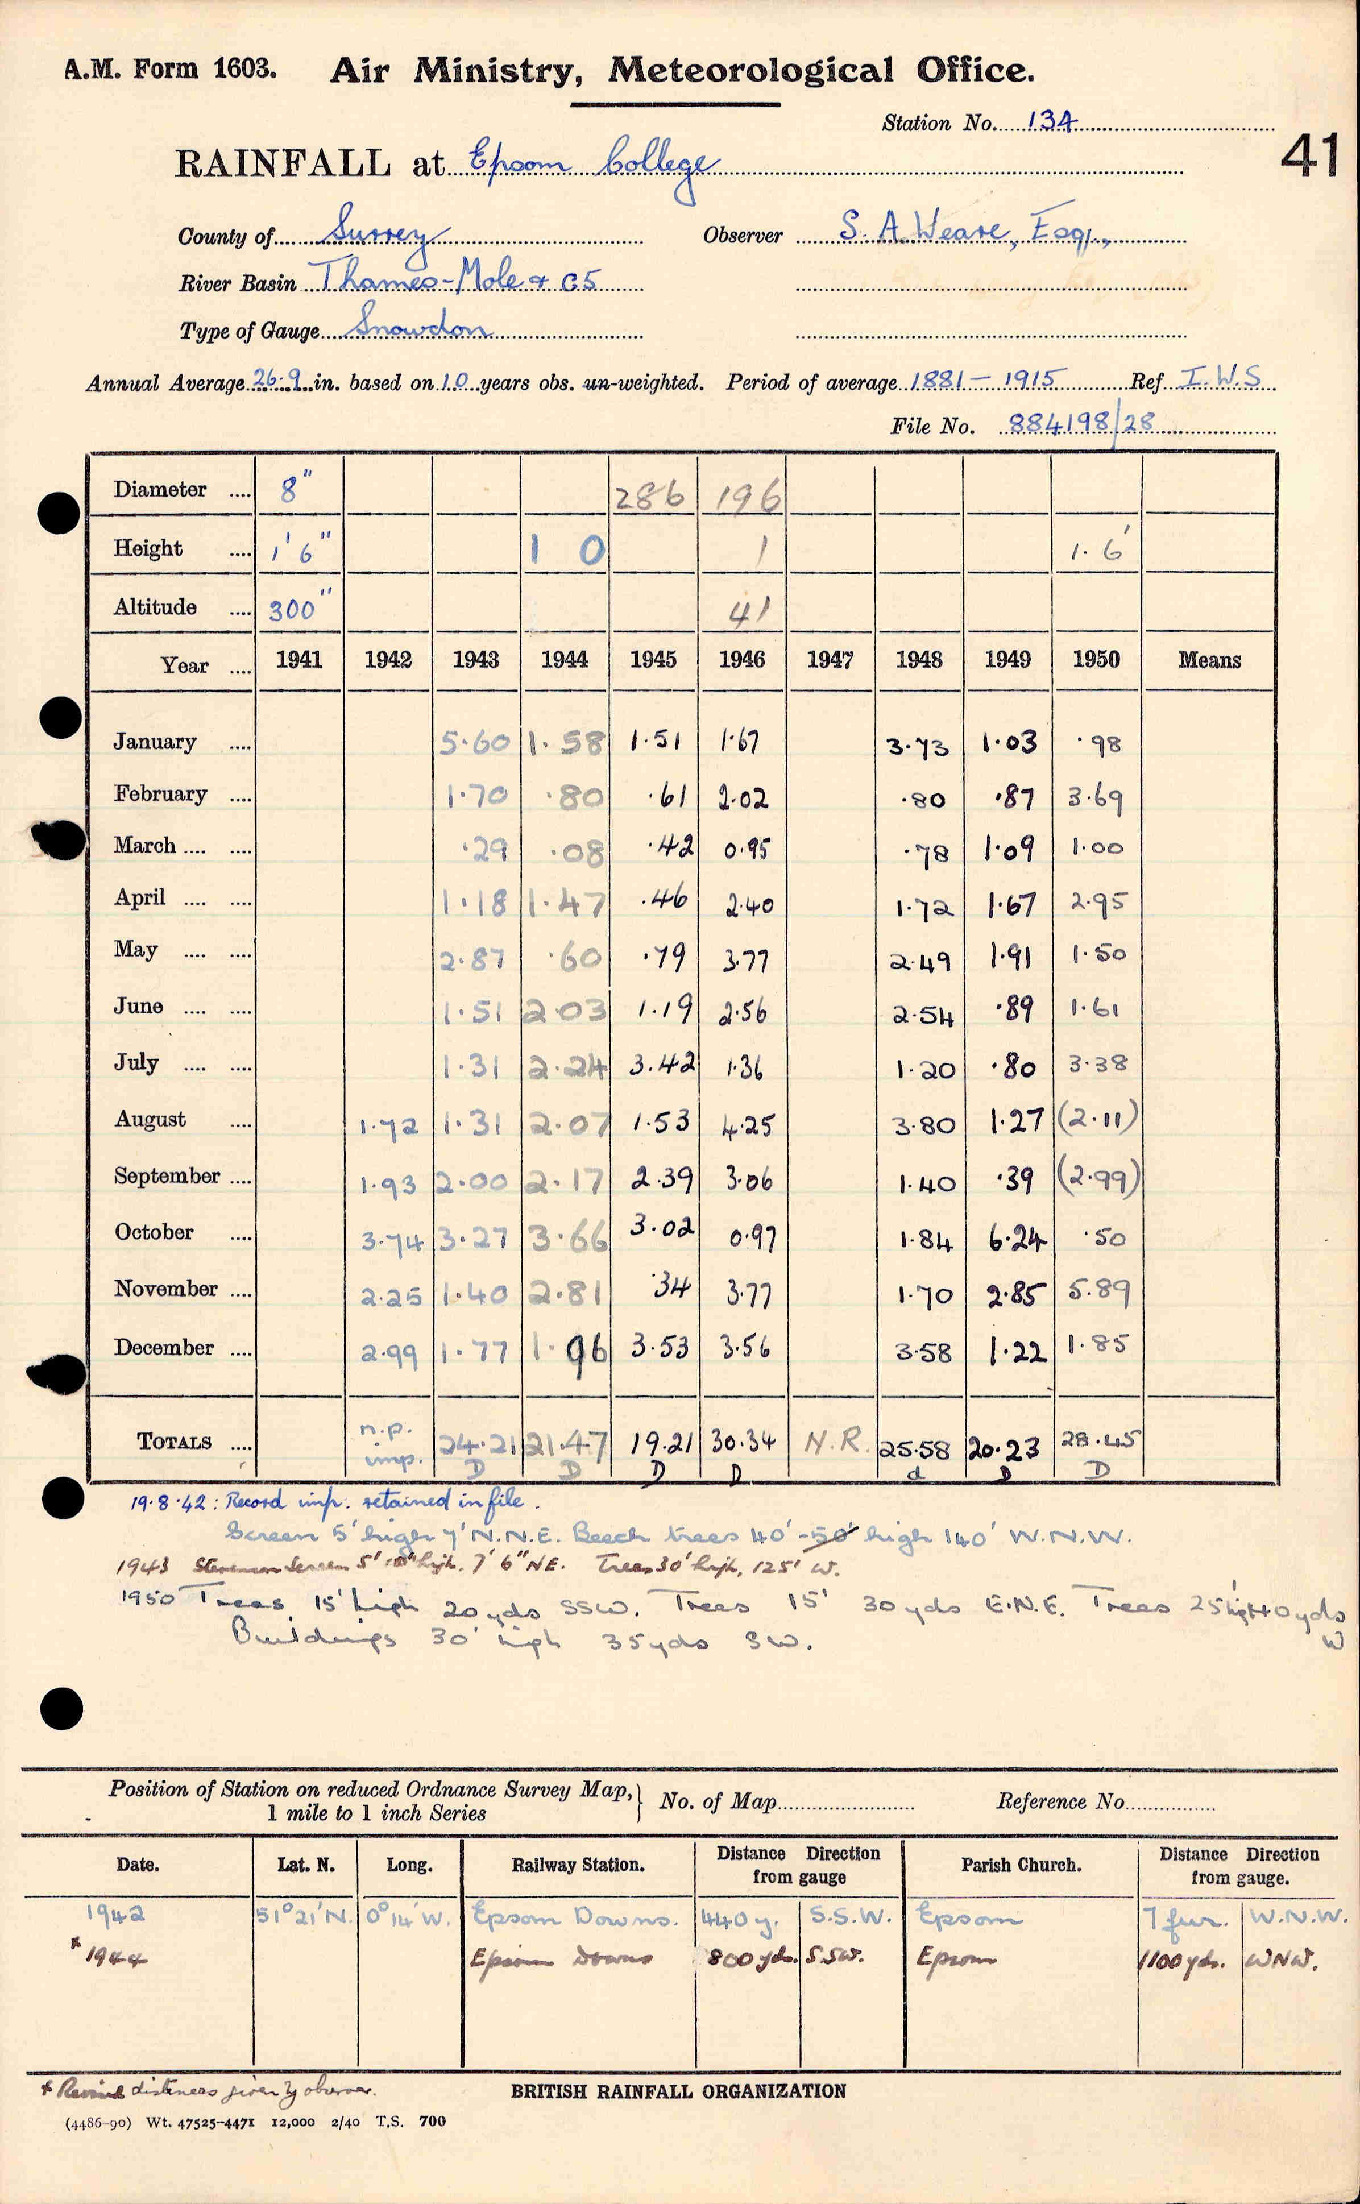 A.M. Form 1603. Air Ministry, Meteorological Office.
Station No. 134
41
RAINFALL at Epsom College
County of Surrey Observer S. A. Weare, Esq.,
River Basin Thames-Mole & C5
Type of Gauge Snowdon
Annual Average 26.9 in. based on 10 years obs. un-weighted. Period of average 1881 - 1915 Ref I.W.S
File No. 884198/28
Diameter .... 8" 286 196
Height .... 1' 6" 1 0 1 1.6'
Altitude .... 300" 41
Year .... 1941 1942 1943 1944 1945 1946 1947 1948 1949 1950 Means
January .... 5.60 1.58 1.51 1.67 3.73 1.03 .98
February .... 1.70 .80 .61 2.02 .80 .87 3.69
March .... .... .29 .08 .42 0.95 .78 1.09 1.00
April .... .... 1.18 1.47 .46 2.40 1.72 1.67 2.95
May .... .... 2.87 .60 .79 3.77 2.49 1.91 1.50
June .... .... 1.51 2.03 1.19 2.56 2.54 .89 1.61
July .... .... 1.31 2.24 3.42 1.36 1.20 .80 3.38
August .... 1.72 1.31 2.07 1.53 4.25 3.80 1.27 (2.11)
September .... 1.93 2.00 2.17 2.39 3.06 1.40 .39 (2.99)
October .... 3.74 3.27 3.66 3.02 0.97 1.84 6.24 .50
November .... 2.25 1.40 2.81 .34 3.77 1.70 2.85 5.89
December .... 2.99 1.77 1.96 3.53 3.56 3.58 1.22 1.85
TOTALS .... n.p. imp. 24.21 21.47 19.21 30.34 N.R. 25.58 20.23 28.45
D D D D d D D
19.8.42: Record imp. retained in file.
Screen 5' high 7' N.N.E. Beech trees 40'-50' high 140' W.N.W.
1943 Stevenson Screen 5' 10" high, 7' 6" NE. Trees 30' high, 125' W.
1950 Trees 15' high 20 yds SSW. Trees 15' 30 yds E.N.E. Trees 25' high 40 yds W
Buildings 30' high 35 yds SW.
Position of Station on reduced Ordnance Survey Map, 1 mile to 1 inch Series } No. of Map Reference No.
Date. Lat. N. Long. Railway Station. Distance Direction from gauge Parish Church. Distance Direction from gauge.
1942 51°21'N. 0°14'W. Epsom Downs. 440 y. S.S.W. Epsom 7 fur. W.N.W.
* 1944 Epsom Downs 800 yds. SSW. Epsom 1100 yds. WNW.
* Revised distances given by observer.
BRITISH RAINFALL ORGANIZATION
(4486-90) Wt. 47525-4471 12,000 2/40 T.S. 700